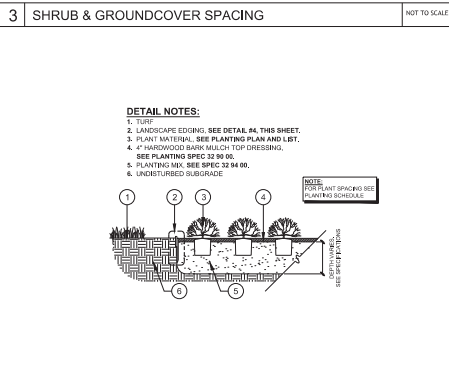 3 SHRUB & GROUNDCOVER SPACING NOT TO SCALE
DETAIL NOTES:
1. TURF
2. LANDSCAPE EDGING, SEE DETAIL #4, THIS SHEET.
3. PLANT MATERIAL, SEE PLANTING PLAN AND LIST.
4. 4" HARDWOOD BARK MULCH TOP DRESSING,
SEE PLANTING SPEC 32 90 00.
5. PLANTING MIX, SEE SPEC 32 94 00.
6. UNDISTURBED SUBGRADE
NOTE:
FOR PLANT SPACING SEE
PLANTING SCHEDULE
1 2 3 4
DEPTH VARIES,
SEE SPECIFICATIONS
6 5